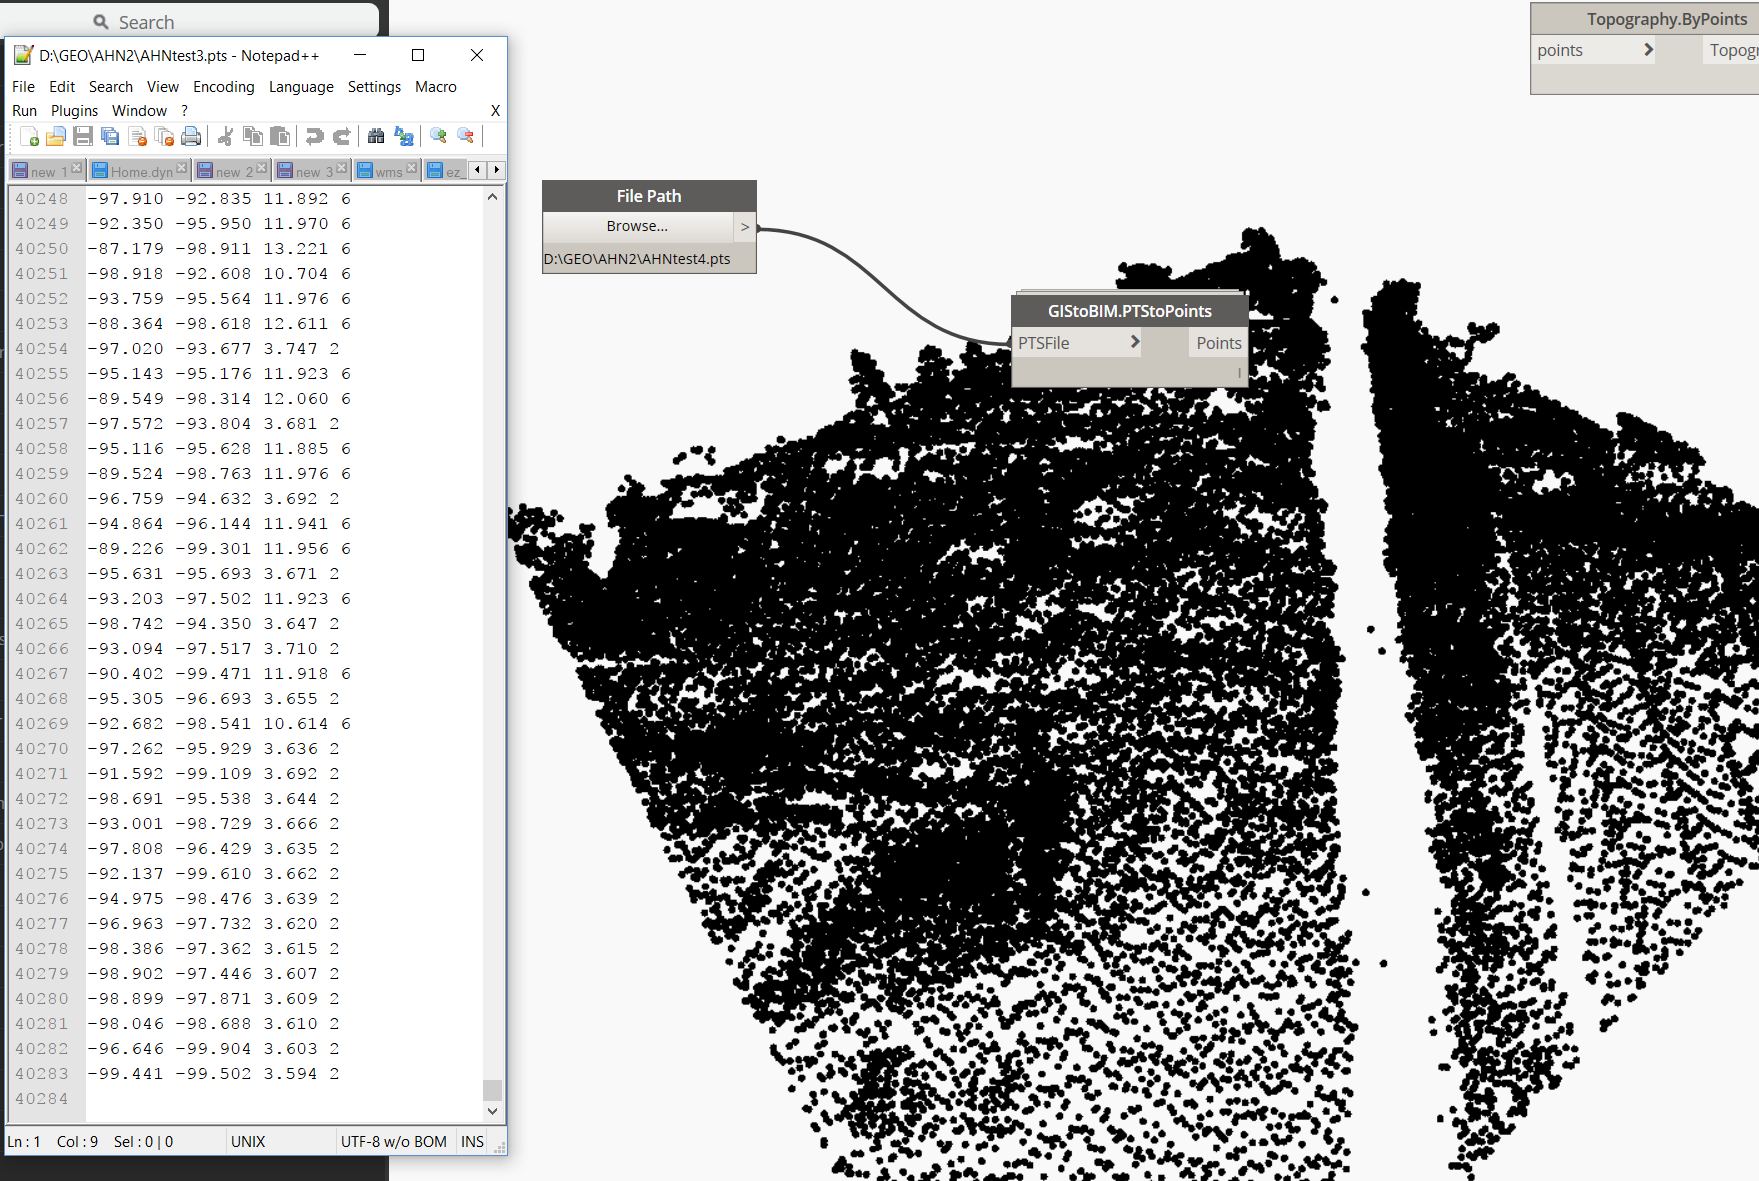 Search
D:\GEO\AHN2\AHNtest3.pts - Notepad++
File Edit Search View Encoding Language Settings Macro
Run Plugins Window ? X
new 1 Home.dyn new 2 new 3 wms ez_
40248 -97.910 -92.835 11.892 6
40249 -92.350 -95.950 11.970 6
40250 -87.179 -98.911 13.221 6
40251 -98.918 -92.608 10.704 6
40252 -93.759 -95.564 11.976 6
40253 -88.364 -98.618 12.611 6
40254 -97.020 -93.677 3.747 2
40255 -95.143 -95.176 11.923 6
40256 -89.549 -98.314 12.060 6
40257 -97.572 -93.804 3.681 2
40258 -95.116 -95.628 11.885 6
40259 -89.524 -98.763 11.976 6
40260 -96.759 -94.632 3.692 2
40261 -94.864 -96.144 11.941 6
40262 -89.226 -99.301 11.956 6
40263 -95.631 -95.693 3.671 2
40264 -93.203 -97.502 11.923 6
40265 -98.742 -94.350 3.647 2
40266 -93.094 -97.517 3.710 2
40267 -90.402 -99.471 11.918 6
40268 -95.305 -96.693 3.655 2
40269 -92.682 -98.541 10.614 6
40270 -97.262 -95.929 3.636 2
40271 -91.592 -99.109 3.692 2
40272 -98.691 -95.538 3.644 2
40273 -93.001 -98.729 3.666 2
40274 -97.808 -96.429 3.635 2
40275 -92.137 -99.610 3.662 2
40276 -94.975 -98.476 3.639 2
40277 -96.963 -97.732 3.620 2
40278 -98.386 -97.362 3.615 2
40279 -98.902 -97.446 3.607 2
40280 -98.899 -97.871 3.609 2
40281 -98.046 -98.688 3.610 2
40282 -96.646 -99.904 3.603 2
40283 -99.441 -99.502 3.594 2
40284
Ln : 1 Col : 9 Sel : 0 | 0 UNIX UTF-8 w/o BOM INS
File Path
Browse... >
D:\GEO\AHN2\AHNtest4.pts
GIStoBIM.PTStoPoints
PTSFile > Points
l
Topography.ByPoints
points > Topogr